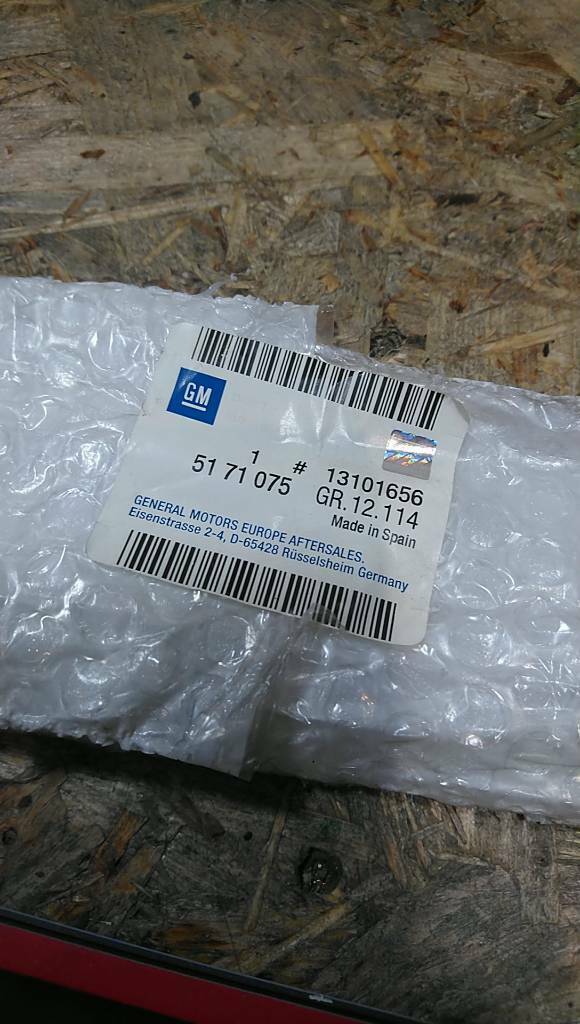 GM
1 # 13101656
51 71 075 GR.12.114
Made in Spain
GENERAL MOTORS EUROPE AFTERSALES,
Eisenstrasse 2-4, D-65428 Rüsselsheim Germany